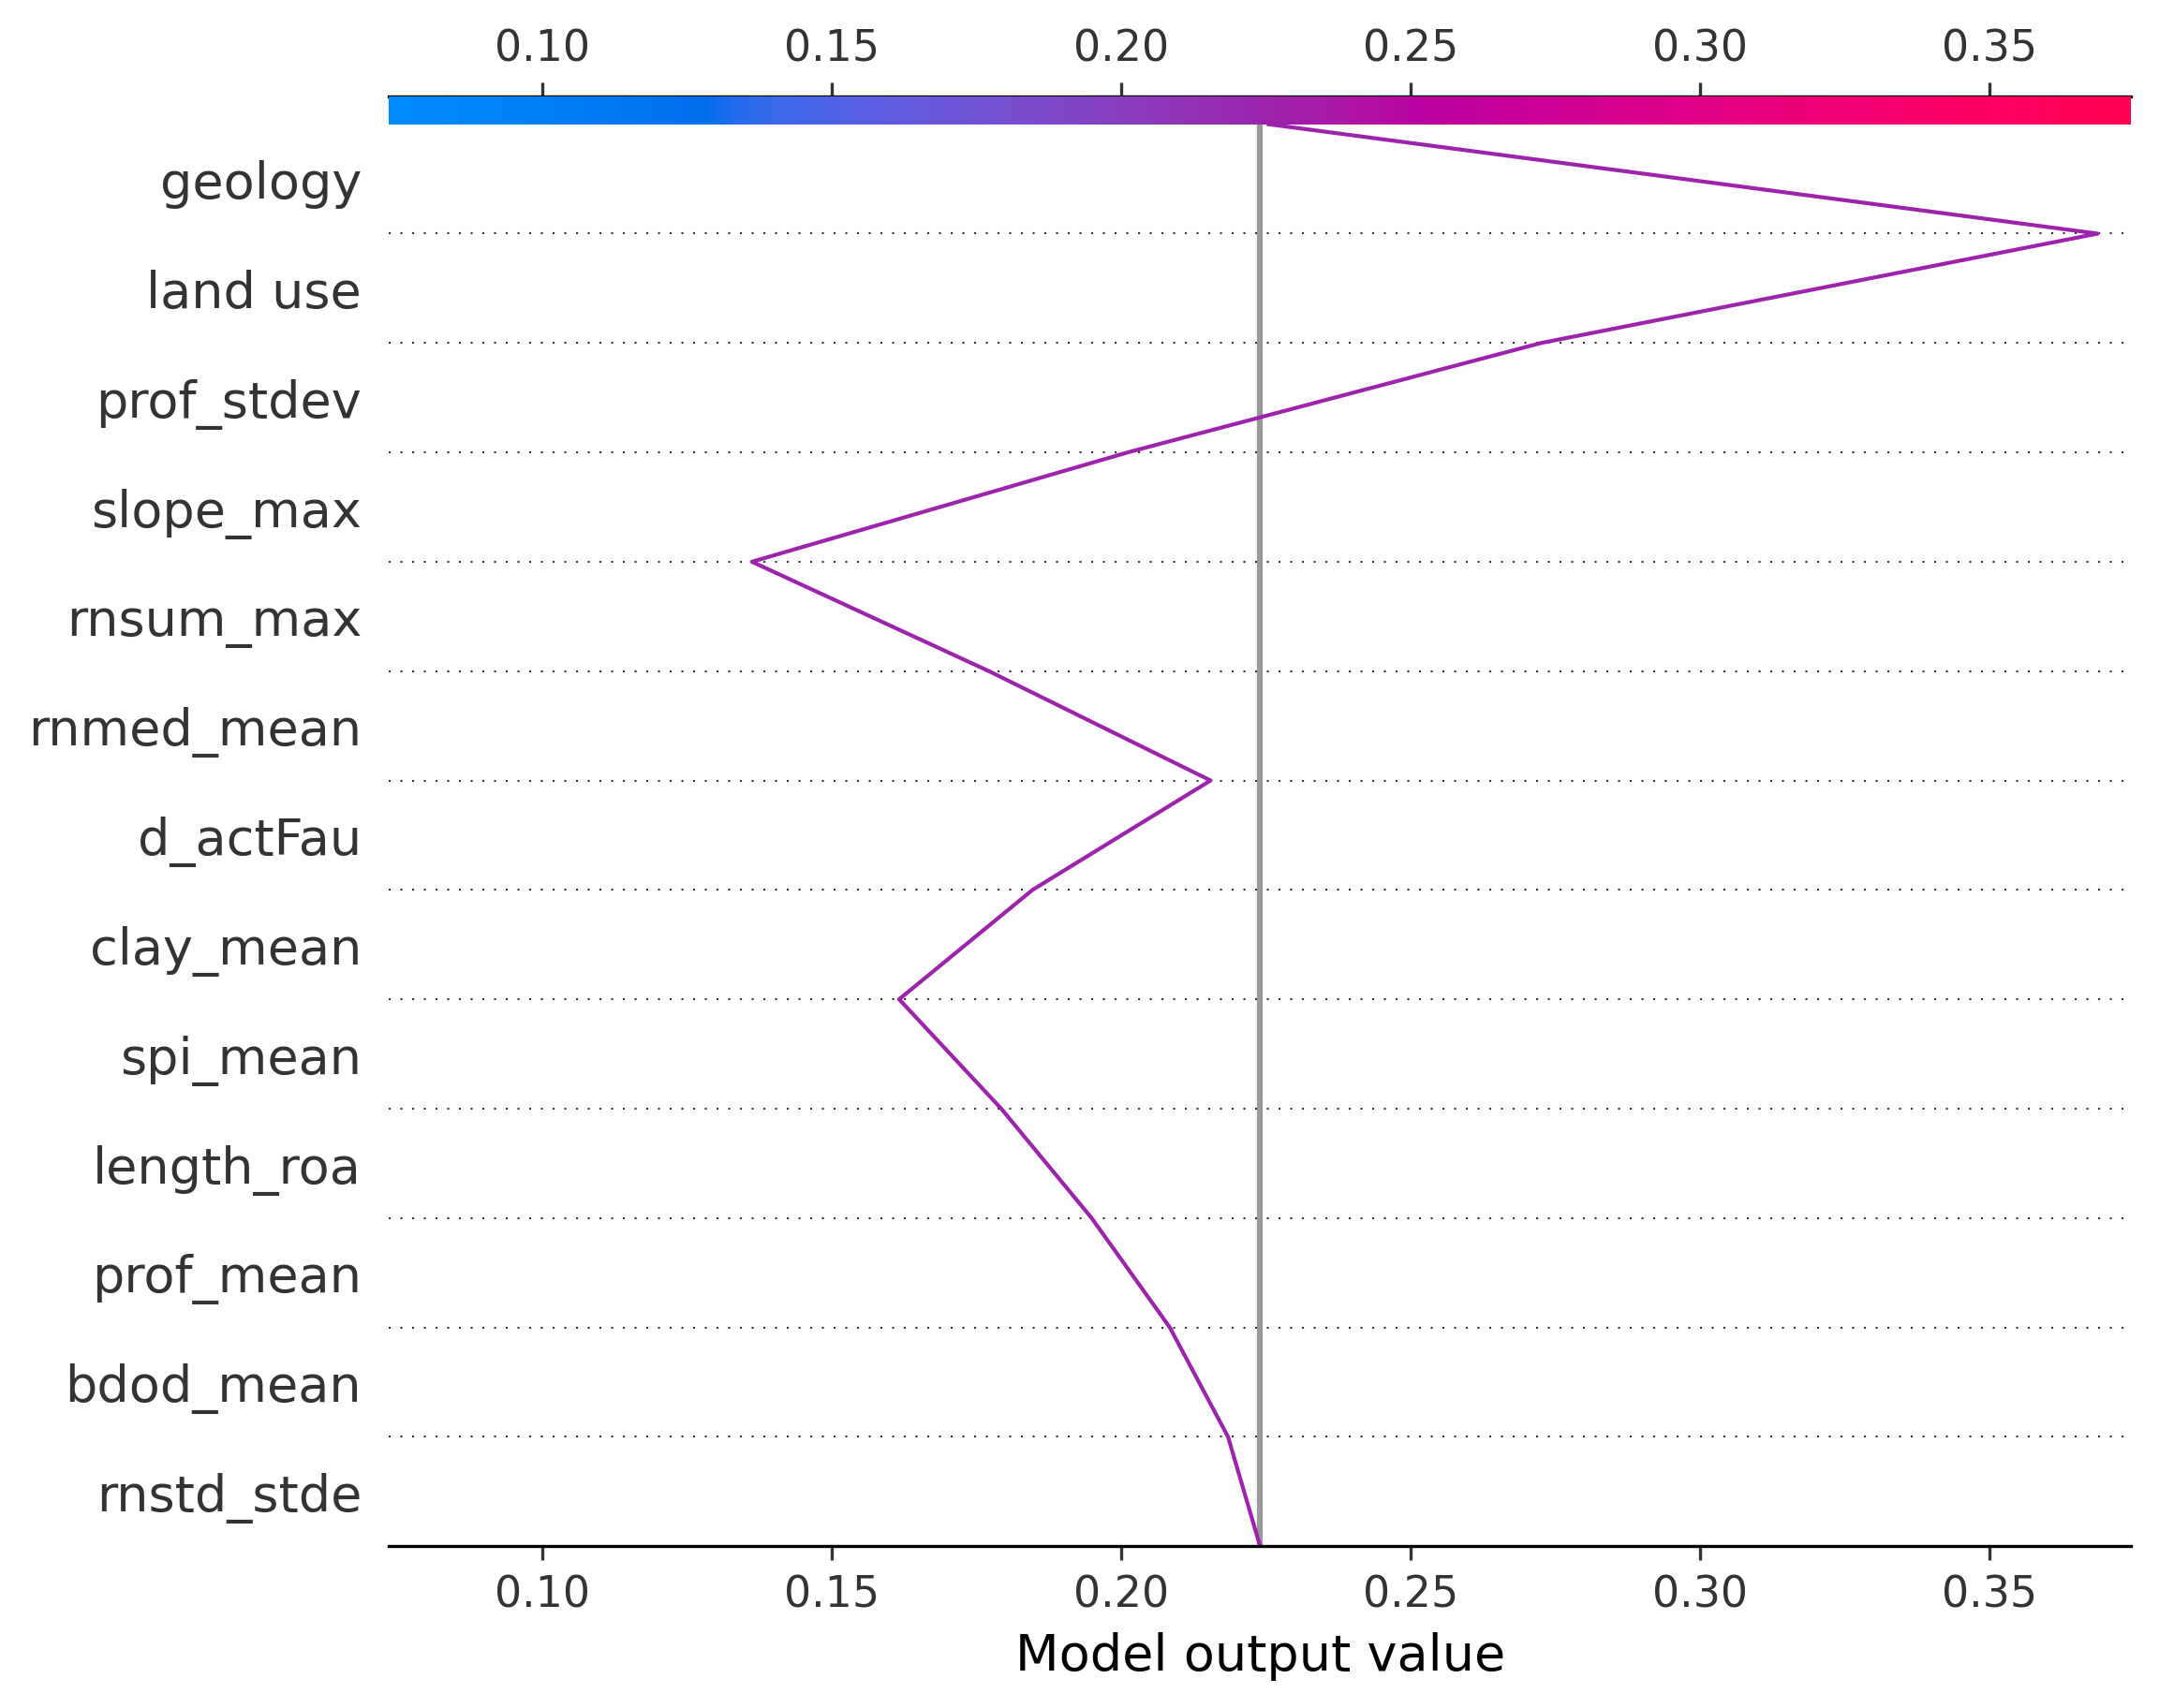 0.10 0.15 0.20 0.25 0.30 0.35
geology
land use
prof_stdev
slope_max
rnsum_max
rnmed_mean
d_actFau
clay_mean
spi_mean
length_roa
prof_mean
bdod_mean
rnstd_stde
0.10 0.15 0.20 0.25 0.30 0.35
Model output value